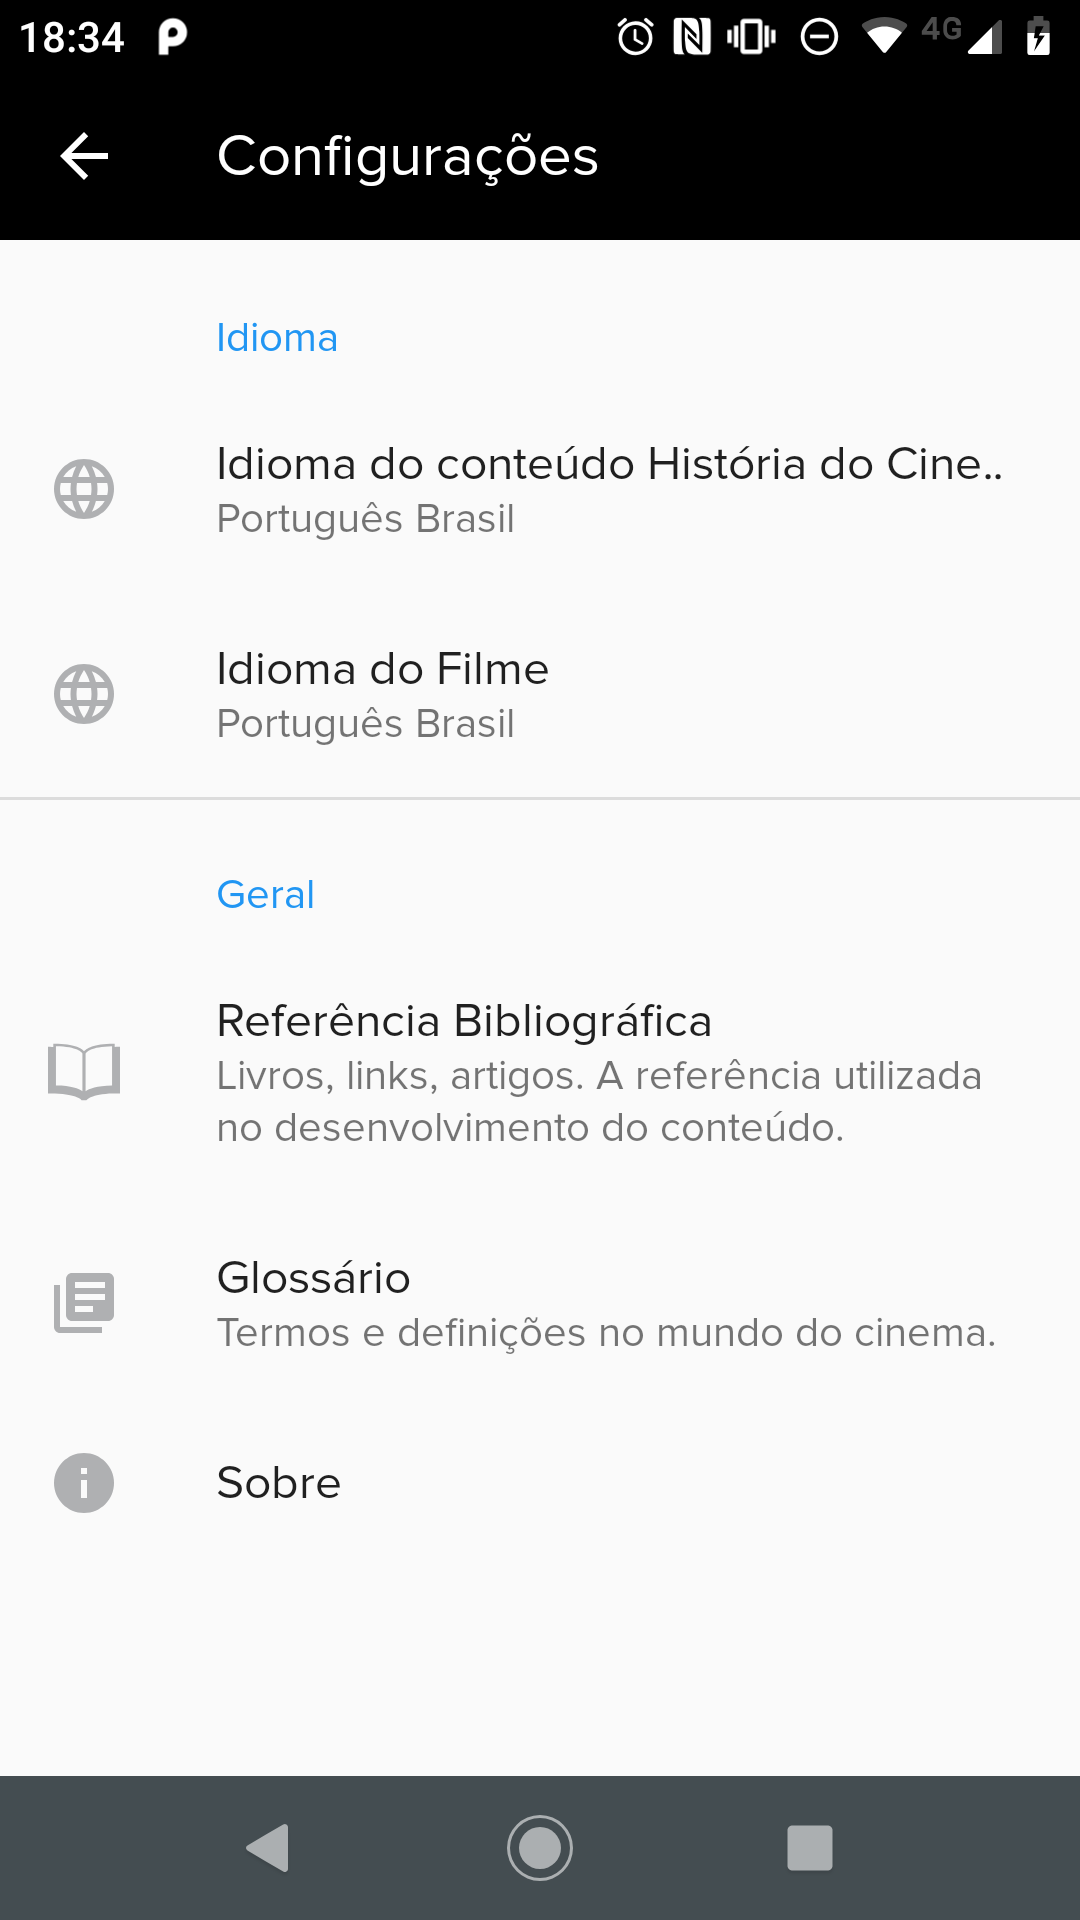 18:34
4G
Configurações
Idioma
Idioma do conteúdo História do Cine..
Português Brasil
Idioma do Filme
Português Brasil
Geral
Referência Bibliográfica
Livros, links, artigos. A referência utilizada
no desenvolvimento do conteúdo.
Glossário
Termos e definições no mundo do cinema.
Sobre